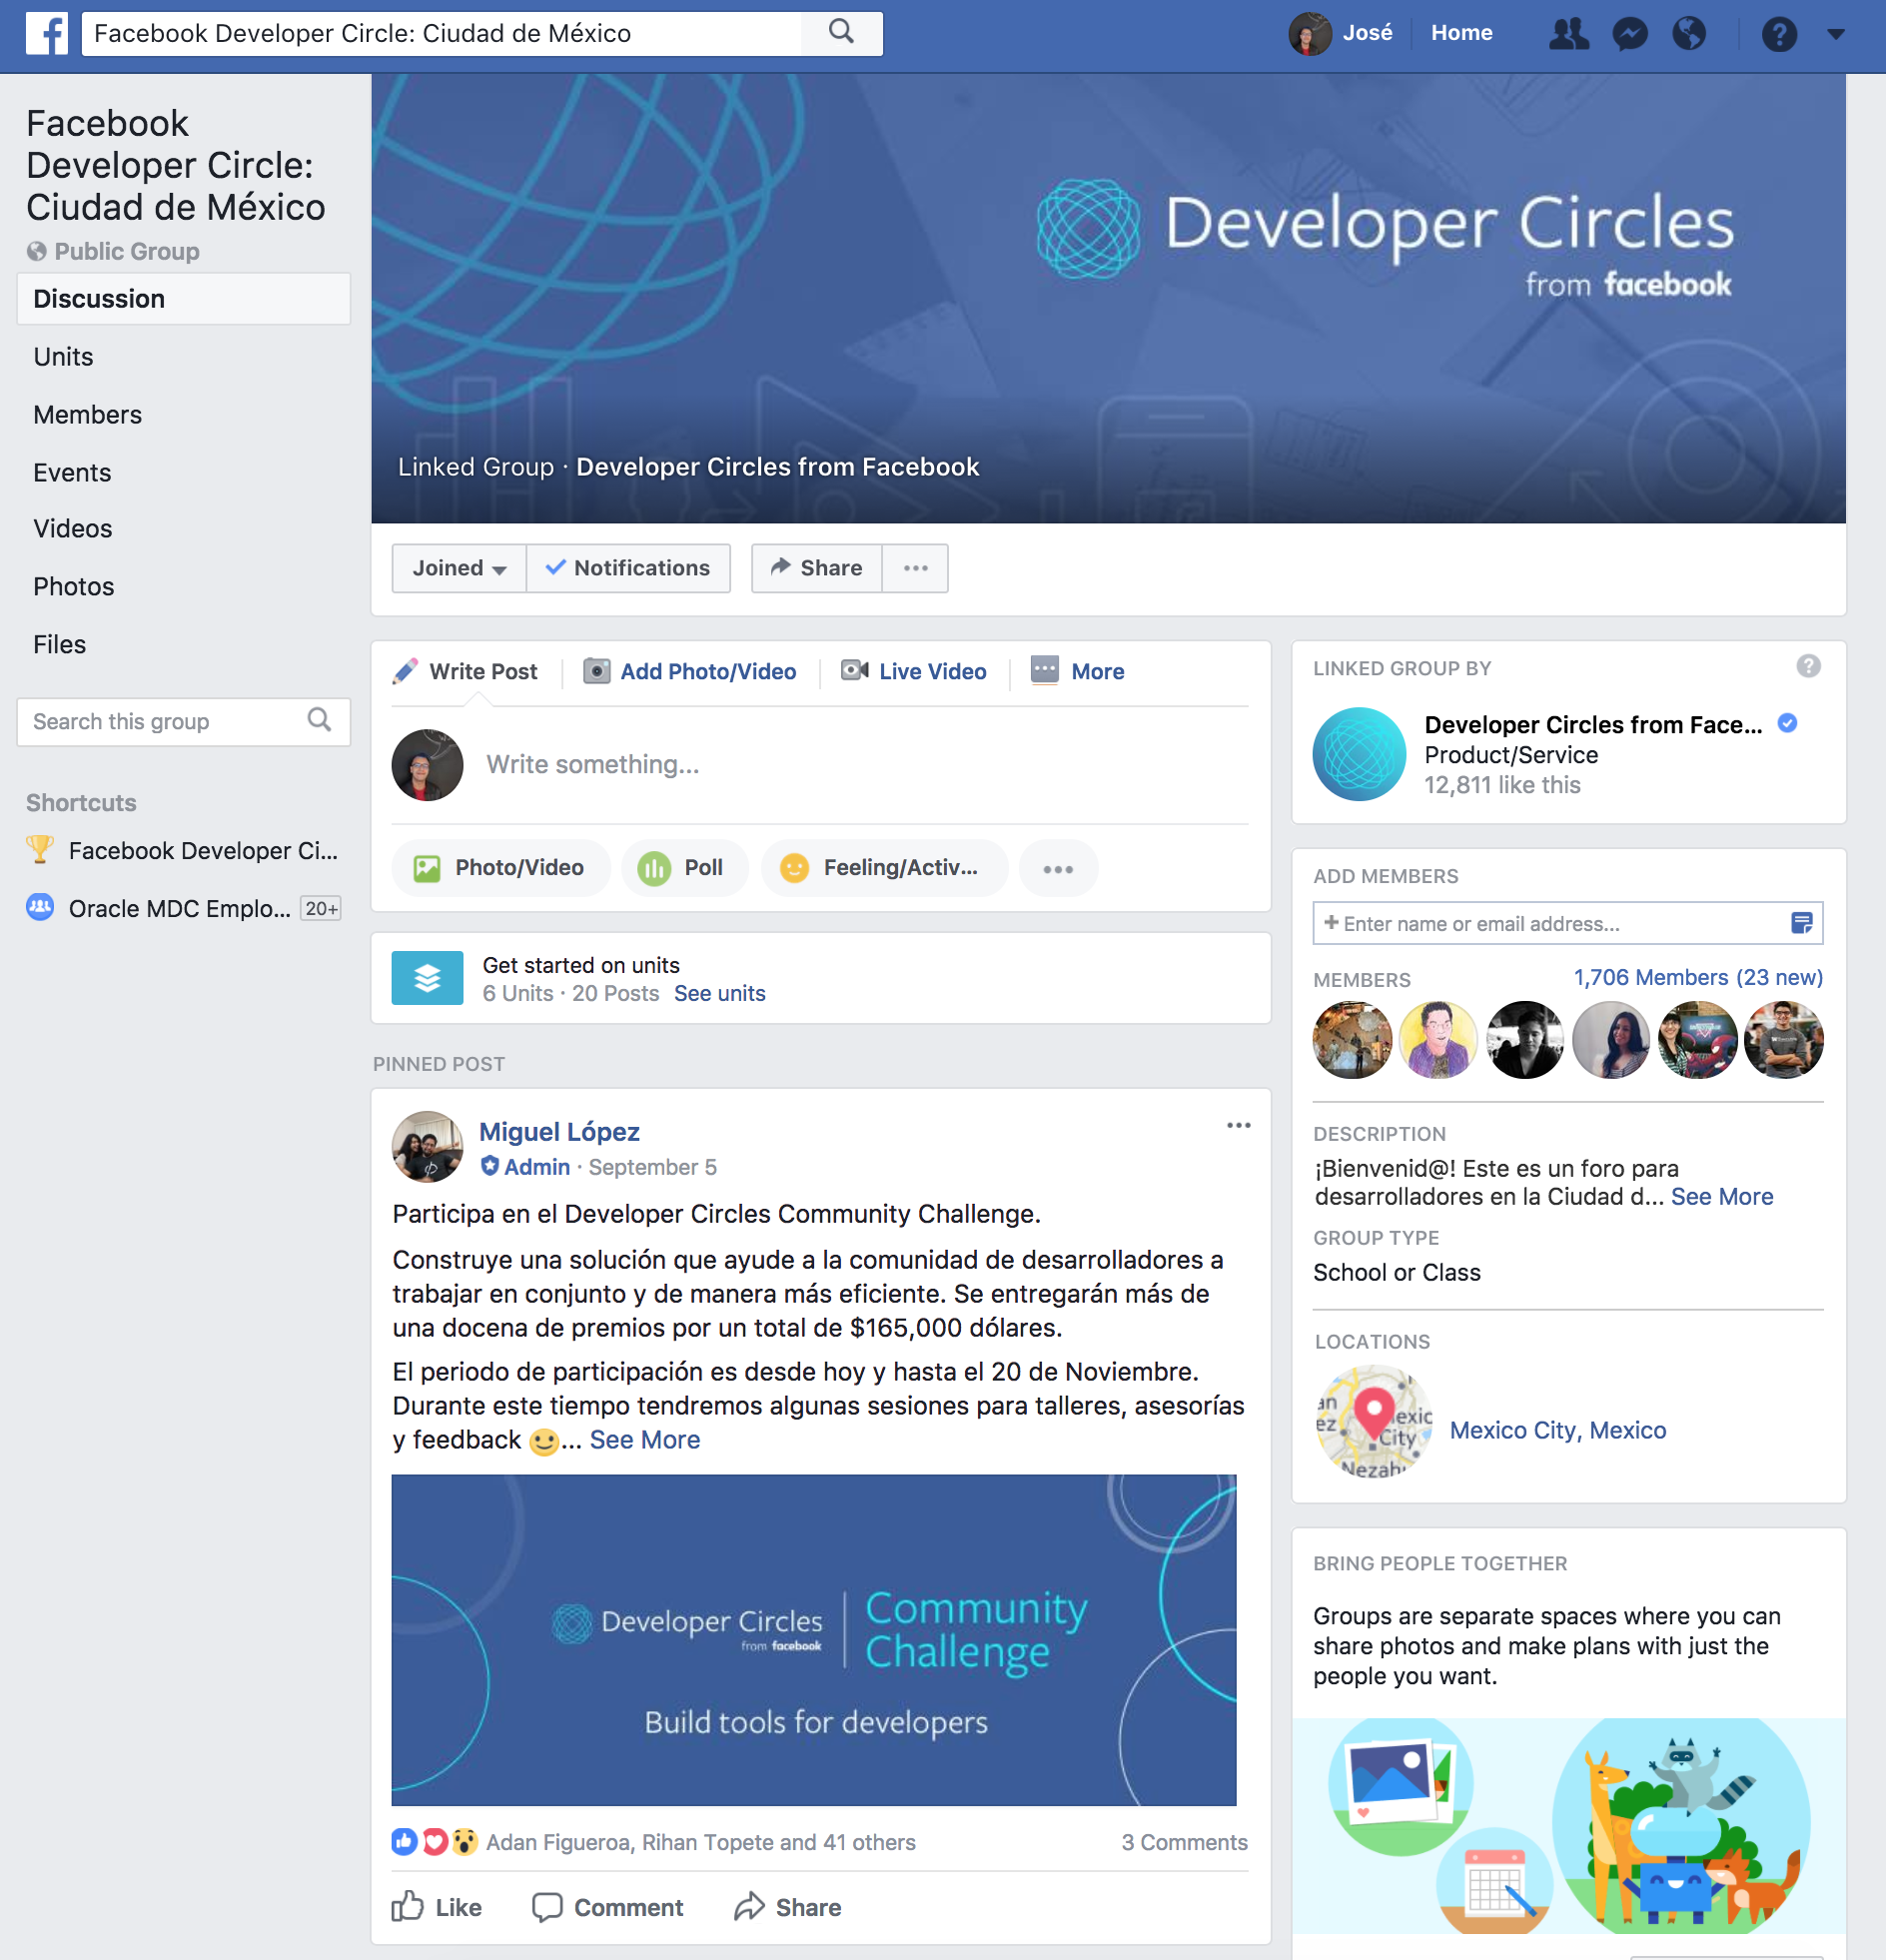 Facebook Developer Circle: Ciudad de México
José
Home
Facebook
Developer Circle:
Ciudad de México
Public Group
Discussion
Units
Members
Events
Videos
Photos
Files
Search this group
Shortcuts
Facebook Developer Ci...
Oracle MDC Emplo... 20+
Developer Circles
from facebook
Linked Group · Developer Circles from Facebook
Joined
Notifications
Share
Write Post
Add Photo/Video
Live Video
More
Write something...
Photo/Video
Poll
Feeling/Activ...
Get started on units
6 Units · 20 Posts See units
PINNED POST
Miguel López
Admin · September 5
Participa en el Developer Circles Community Challenge.
Construye una solución que ayude a la comunidad de desarrolladores a
trabajar en conjunto y de manera más eficiente. Se entregarán más de
una docena de premios por un total de $165,000 dólares.
El periodo de participación es desde hoy y hasta el 20 de Noviembre.
Durante este tiempo tendremos algunas sesiones para talleres, asesorías
y feedback 🙂... See More
Developer Circles
from facebook
Community
Challenge
Build tools for developers
Adan Figueroa, Rihan Topete and 41 others
3 Comments
Like
Comment
Share
LINKED GROUP BY
Developer Circles from Face...
Product/Service
12,811 like this
ADD MEMBERS
+ Enter name or email address...
MEMBERS
1,706 Members (23 new)
DESCRIPTION
¡Bienvenid@! Este es un foro para
desarrolladores en la Ciudad d... See More
GROUP TYPE
School or Class
LOCATIONS
an
ez
exic
City
Nezahu
Mexico City, Mexico
BRING PEOPLE TOGETHER
Groups are separate spaces where you can
share photos and make plans with just the
people you want.